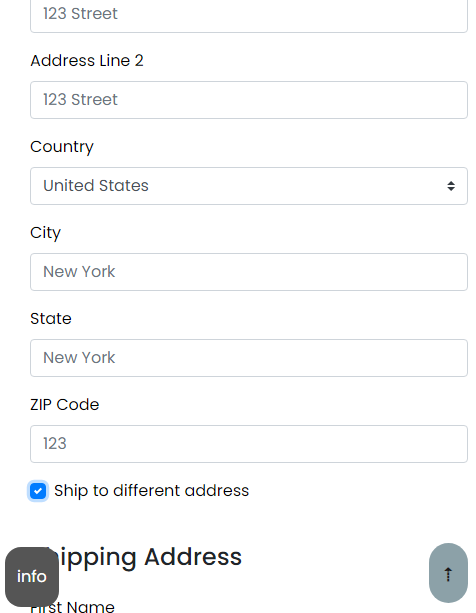 123 Street
Address Line 2
123 Street
Country
United States
City
New York
State
New York
ZIP Code
123
Ship to different address
Shipping Address
info
First Name